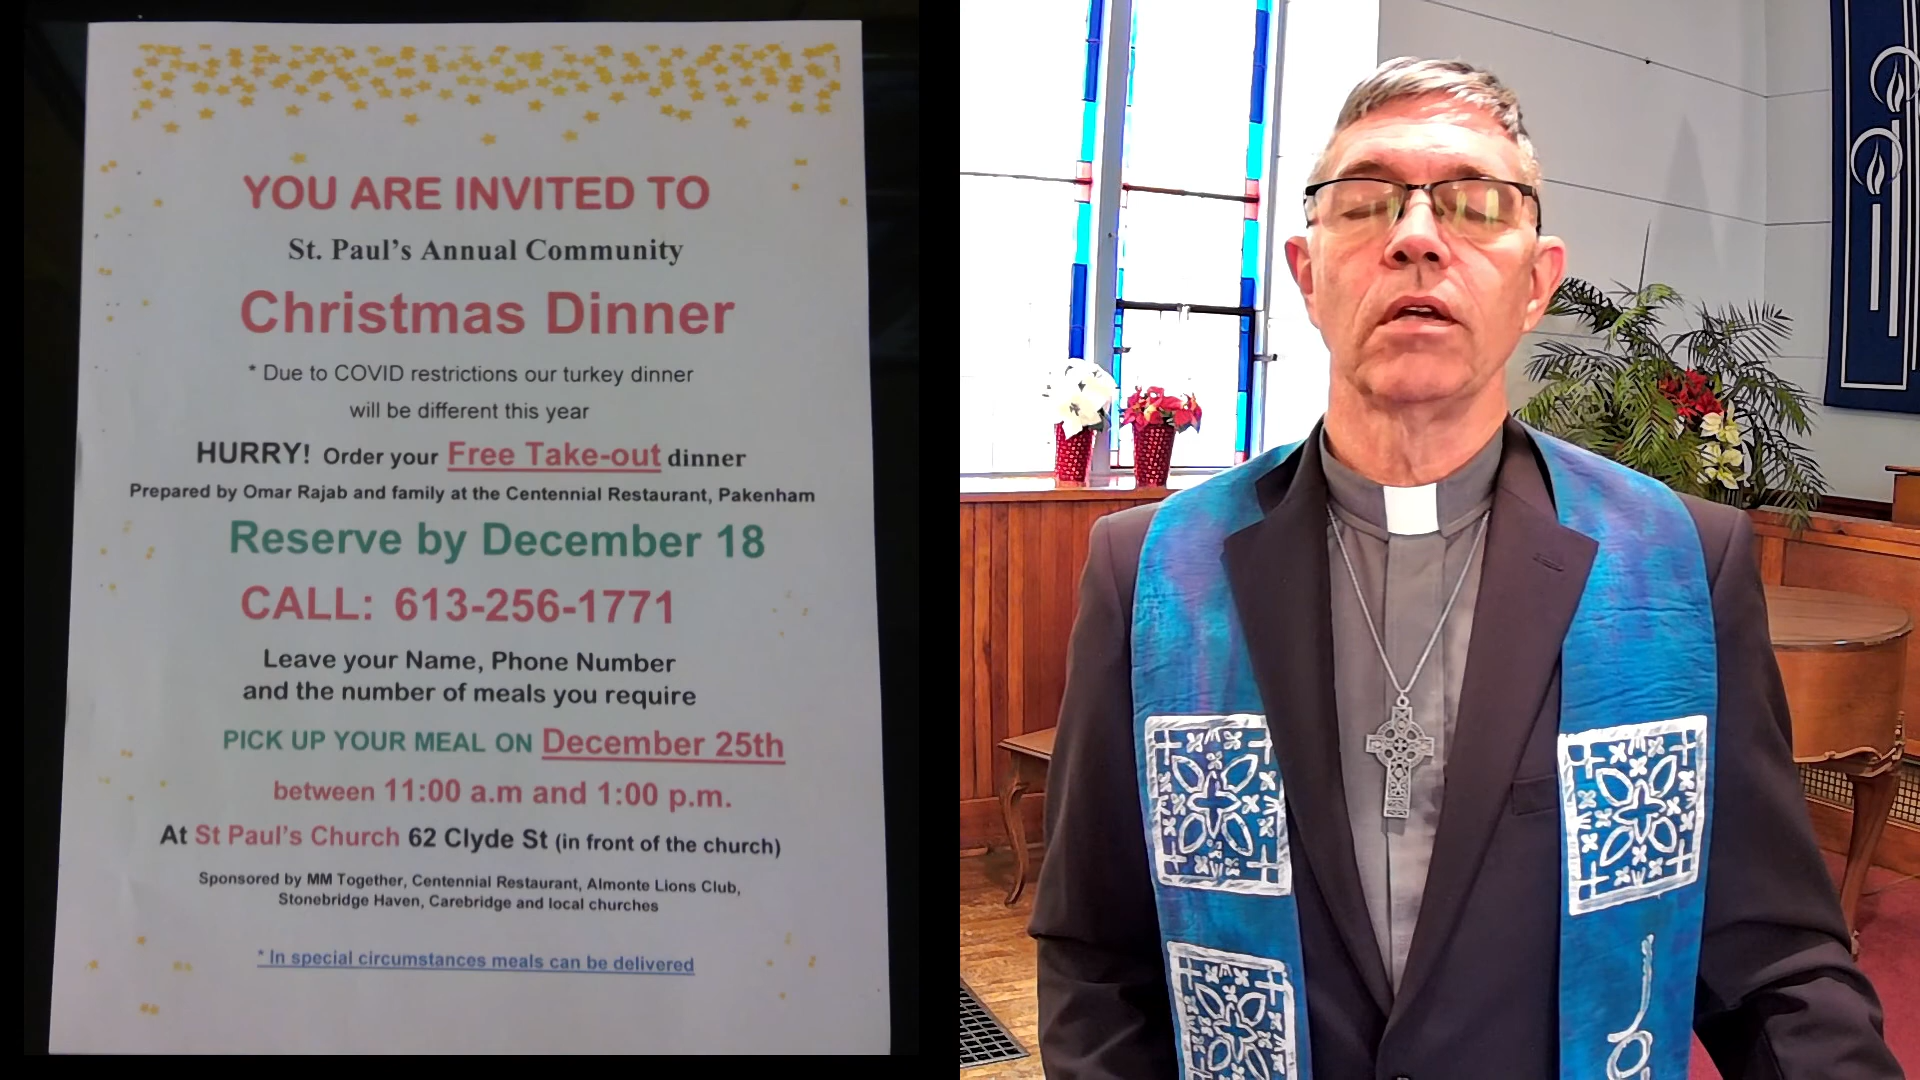 YOU ARE INVITED TO
St. Paul's Annual Community
Christmas Dinner
* Due to COVID restrictions our turkey dinner
will be different this year
HURRY! Order your Free Take-out dinner
Prepared by Omar Rajab and family at the Centennial Restaurant, Pakenham
Reserve by December 18
CALL: 613-256-1771
Leave your Name, Phone Number
and the number of meals you require
PICK UP YOUR MEAL ON December 25th
between 11:00 a.m and 1:00 p.m.
At St Paul's Church 62 Clyde St (in front of the church)
Sponsored by MM Together, Centennial Restaurant, Almonte Lions Club,
Stonebridge Haven, Carebridge and local churches
* In special circumstances meals can be delivered